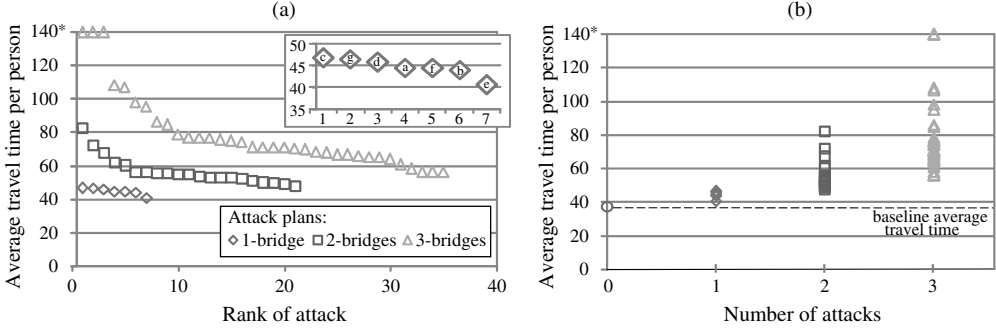 (a)
Average travel time per person
140*
120
100
80
60
40
20
0
0
10
20
30
40
Rank of attack
50
45
40
35
c
g
d
a
f
b
e
1
2
3
4
5
6
7
Attack plans:
1-bridge
2-bridges
3-bridges
(b)
Average travel time per person
140*
120
100
80
60
40
20
0
baseline average
travel time
0
1
2
3
Number of attacks